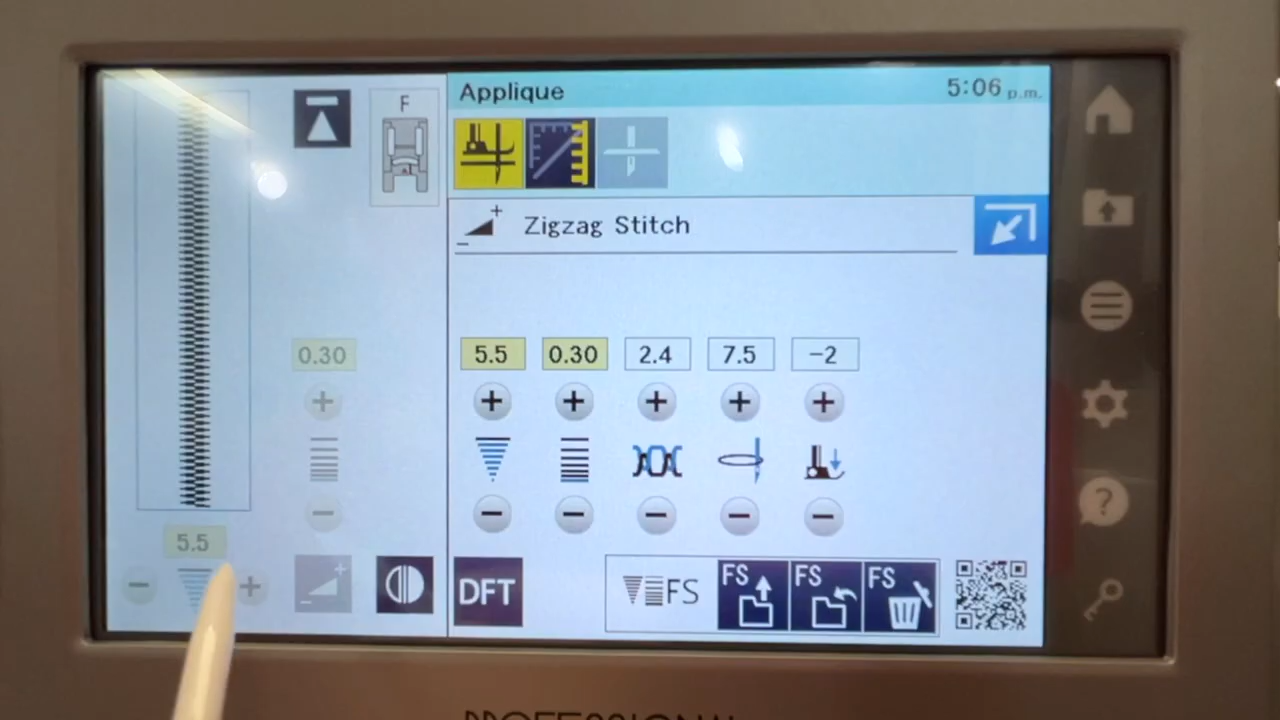 Applique
5:06 p.m.
F
Zigzag Stitch
0.30
5.5 0.30 2.4 7.5 -2
5.5
DFT
FS
FS FS FS
?